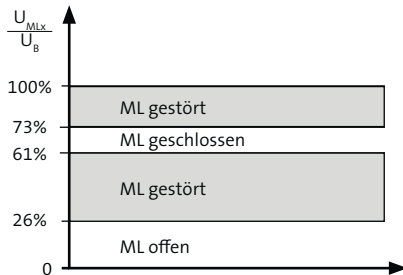 U_MLx
U_B
100%
ML gestört
73%
ML geschlossen
61%
ML gestört
26%
ML offen
0